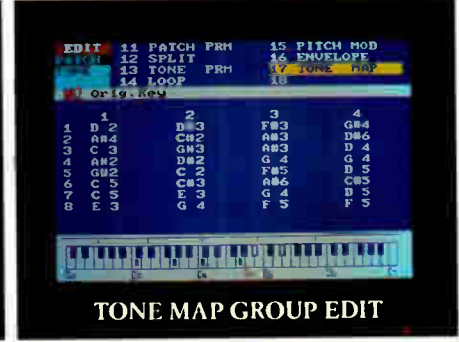 EDIT 11 PATCH PRM 15 PITCH MOD
PATCH 12 SPLIT 16 ENVELOPE
13 TONE PRM 17 TONE MAP
14 LOOP 18
Orig.Key
1 2 3 4
1 D 2 D#3 F#3 G#4
2 A#4 C#2 A#3 D#6
3 C 3 G#2 G#3 D 4
4 A#2 D#2 G 4 G 4
5 G#2 C 2 F#5 D 5
6 C 5 C#3 A#6 C#5
7 C 5 E 3 G 4 B 5
8 E 3 G 4 F 5 F 5
TONE MAP GROUP EDIT